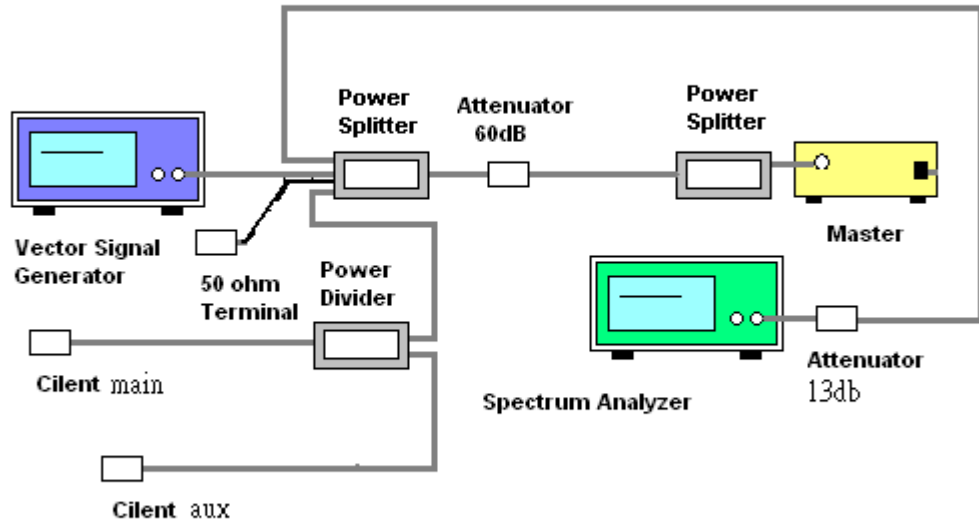 Power
Splitter
Attenuator
60dB
Power
Splitter
Vector Signal
Generator
50 ohm
Terminal
Power
Divider
Master
Cilent main
Spectrum Analyzer
Attenuator
13db
Cilent aux